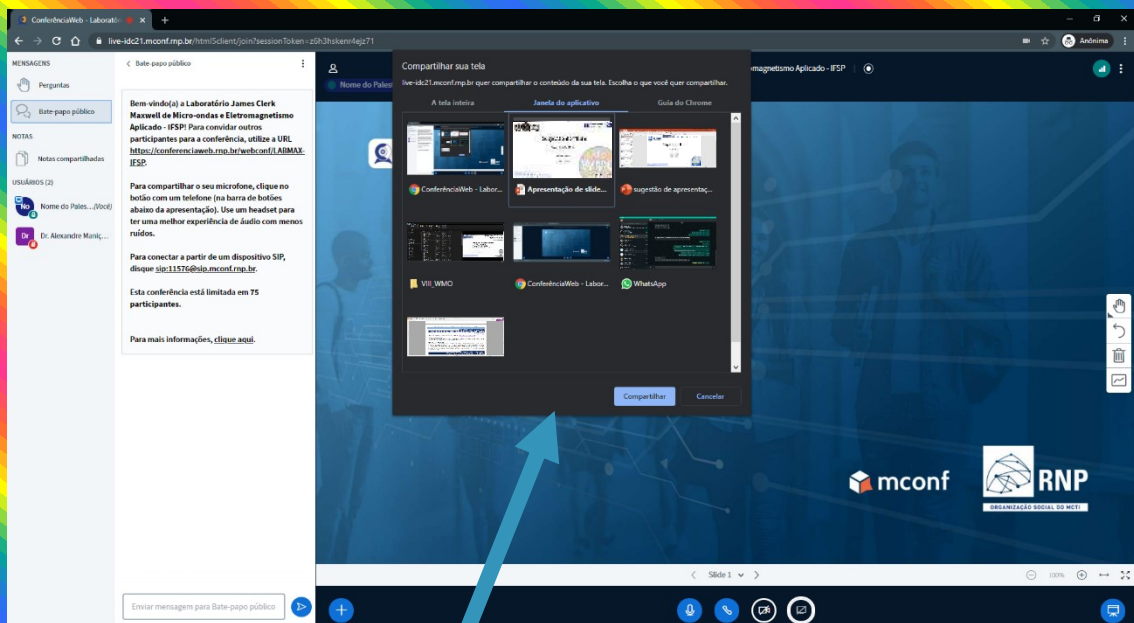 ConferênciaWeb - Laborató
live-idc21.mconf.rnp.br/html5client/join?sessionToken=z6h3hskenr4ejz71
Anônima
MENSAGENS
Perguntas
Bate-papo público
NOTAS
Notas compartilhadas
USUÁRIOS (2)
No
Nome do Pales... (Você)
Dr
Dr. Alexandre Maniç...
Bate-papo público
Bem-vindo(a) a Laboratório James Clerk
Maxwell de Micro-ondas e Eletromagnetismo
Aplicado - IFSP! Para convidar outros
participantes para a conferência, utilize a URL
https://conferenciaweb.rnp.br/webconf/LABMAX-
IFSP.
Para compartilhar o seu microfone, clique no
botão com um telefone (na barra de botões
abaixo da apresentação). Use um headset para
ter uma melhor experiência de áudio com menos
ruídos.
Para conectar a partir de um dispositivo SIP,
disque sip:11576@sip.mconf.rnp.br.
Esta conferência está limitada em 75
participantes.
Para mais informações, clique aqui.
Enviar mensagem para Bate-papo público
Nome do Pales
magnetismo Aplicado - IFSP
Compartilhar sua tela
live-idc21.mconf.rnp.br quer compartilhar o conteúdo da sua tela. Escolha o que você quer compartilhar.
A tela inteira
Janela do aplicativo
Guia do Chrome
ConferênciaWeb - Labor...
Apresentação de slide...
sugestão de apresentaç...
VIII_WMO
ConferênciaWeb - Labor...
WhatsApp
Compartilhar
Cancelar
mconf
RNP
ORGANIZAÇÃO SOCIAL DO MCTI
Slide 1
100%